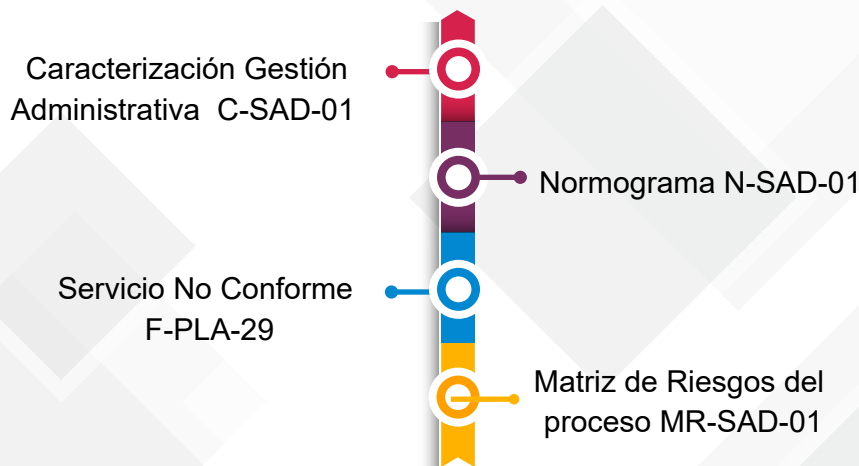 Caracterización Gestión
Administrativa  C-SAD-01
Normograma N-SAD-01
Servicio No Conforme
F-PLA-29
Matriz de Riesgos del
proceso MR-SAD-01